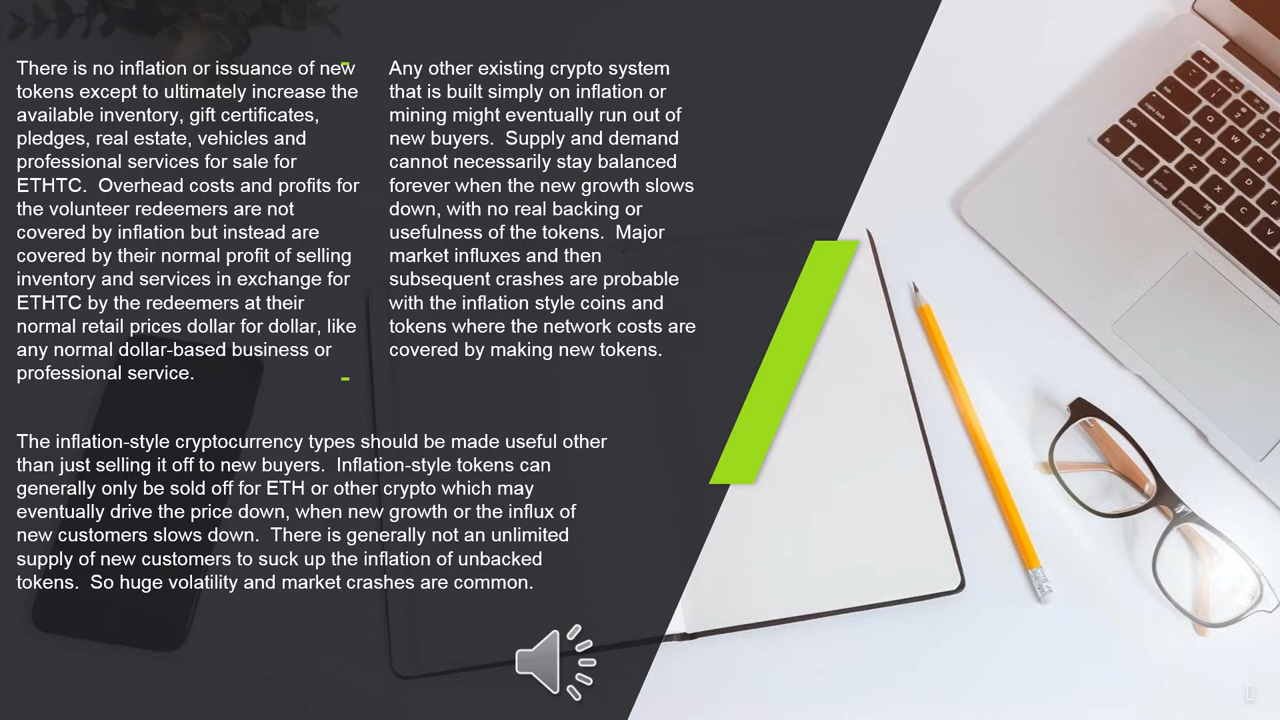 There is no inflation or issuance of new
tokens except to ultimately increase the
available inventory, gift certificates,
pledges, real estate, vehicles and
professional services for sale for
ETHTC.  Overhead costs and profits for
the volunteer redeemers are not
covered by inflation but instead are
covered by their normal profit of selling
inventory and services in exchange for
ETHTC by the redeemers at their
normal retail prices dollar for dollar, like
any normal dollar-based business or
professional service.
Any other existing crypto system
that is built simply on inflation or
mining might eventually run out of
new buyers.  Supply and demand
cannot necessarily stay balanced
forever when the new growth slows
down, with no real backing or
usefulness of the tokens.  Major
market influxes and then
subsequent crashes are probable
with the inflation style coins and
tokens where the network costs are
covered by making new tokens.
The inflation-style cryptocurrency types should be made useful other
than just selling it off to new buyers.  Inflation-style tokens can
generally only be sold off for ETH or other crypto which may
eventually drive the price down, when new growth or the influx of
new customers slows down.  There is generally not an unlimited
supply of new customers to suck up the inflation of unbacked
tokens.  So huge volatility and market crashes are common.